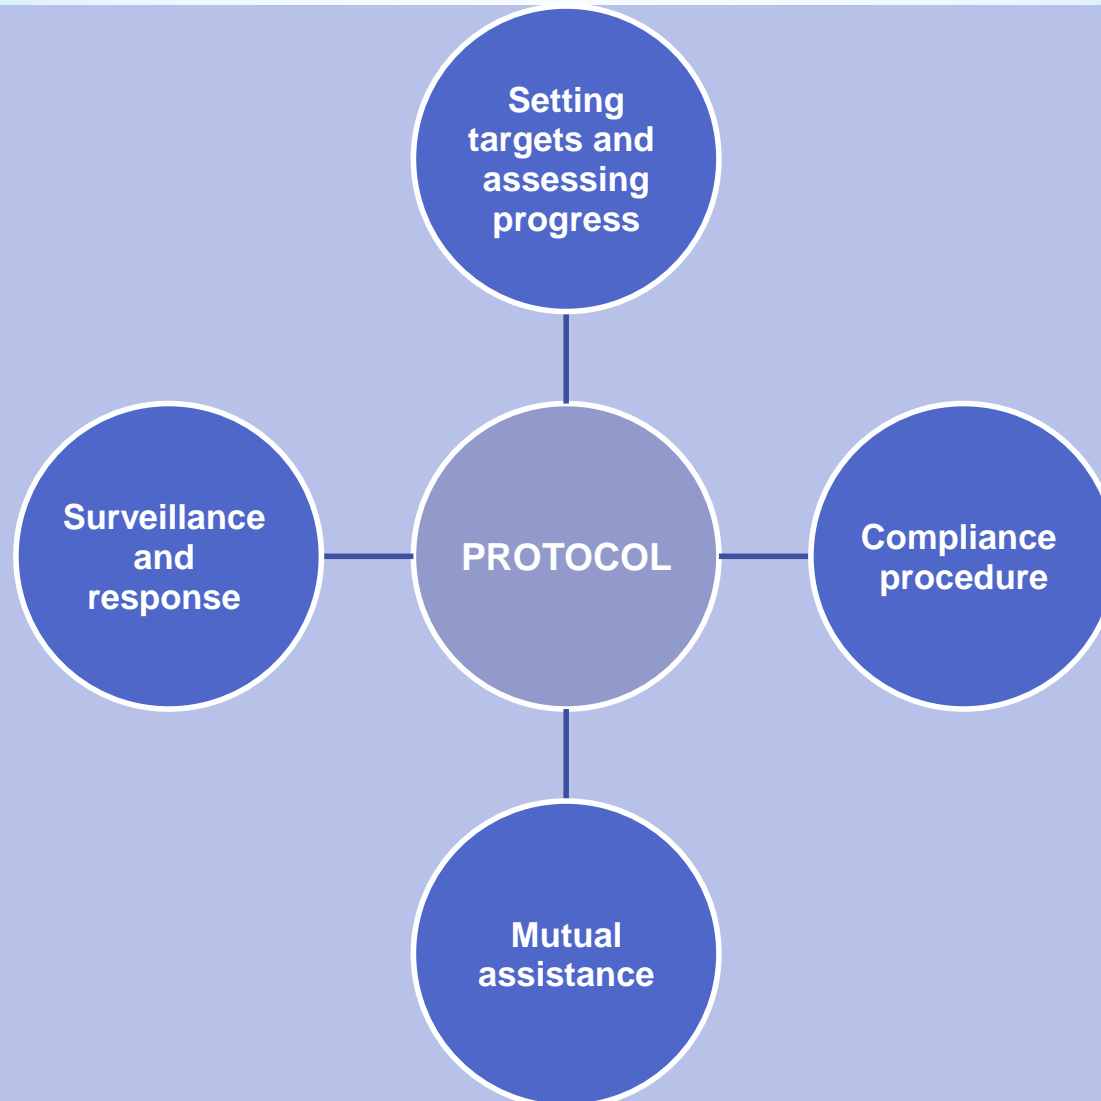 Setting
targets and
assessing
progress
Surveillance
and
response
PROTOCOL
Compliance
procedure
Mutual
assistance